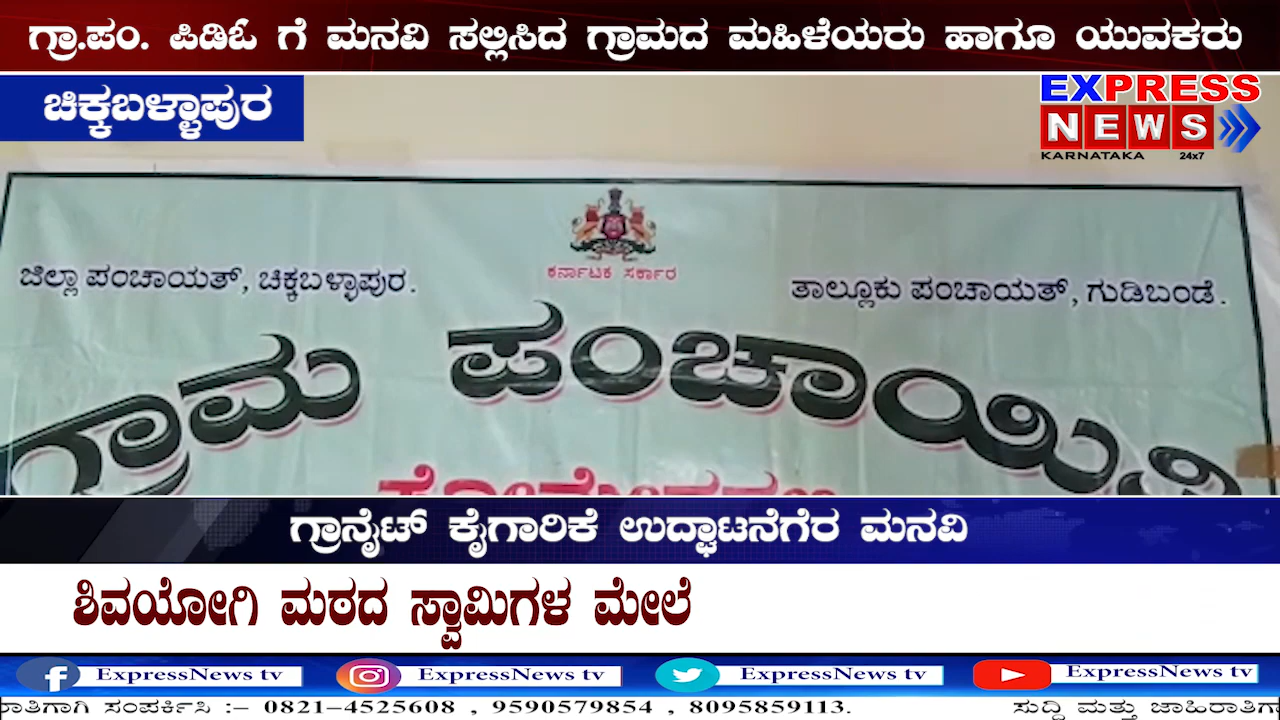 ಗ್ರಾ.ಪಂ. ಪಿಡಿಓ ಗೆ ಮನವಿ ಸಲ್ಲಿಸಿದ ಗ್ರಾಮದ ಮಹಿಳೆಯರು ಹಾಗೂ ಯುವಕರು
ಚಿಕ್ಕಬಳ್ಳಾಪುರ
EXPRESS
NEWS
KARNATAKA 24x7
ಕರ್ನಾಟಕ ಸರ್ಕಾರ
ಜಿಲ್ಲಾ ಪಂಚಾಯತ್, ಚಿಕ್ಕಬಳ್ಳಾಪುರ.
ತಾಲ್ಲೂಕು ಪಂಚಾಯತ್, ಗುಡಿಬಂಡೆ.
ಗ್ರಾಮ ಪಂಚಾಯಿತಿ
ಗ್ರಾನೈಟ್ ಕೈಗಾರಿಕೆ ಉದ್ಘಾಟನೆಗೆರ ಮನವಿ
ಶಿವಯೋಗಿ ಮಠದ ಸ್ವಾಮಿಗಳ ಮೇಲೆ
ExpressNews tv ExpressNews tv ExpressNews tv ExpressNews tv
ರಾತಿಗಾಗಿ ಸಂಪರ್ಕಿಸಿ :– 0821-4525608 , 9590579854 , 8095859113. ಸುದ್ದಿ ಮತ್ತು ಜಾಹಿರಾತಿಗಾ